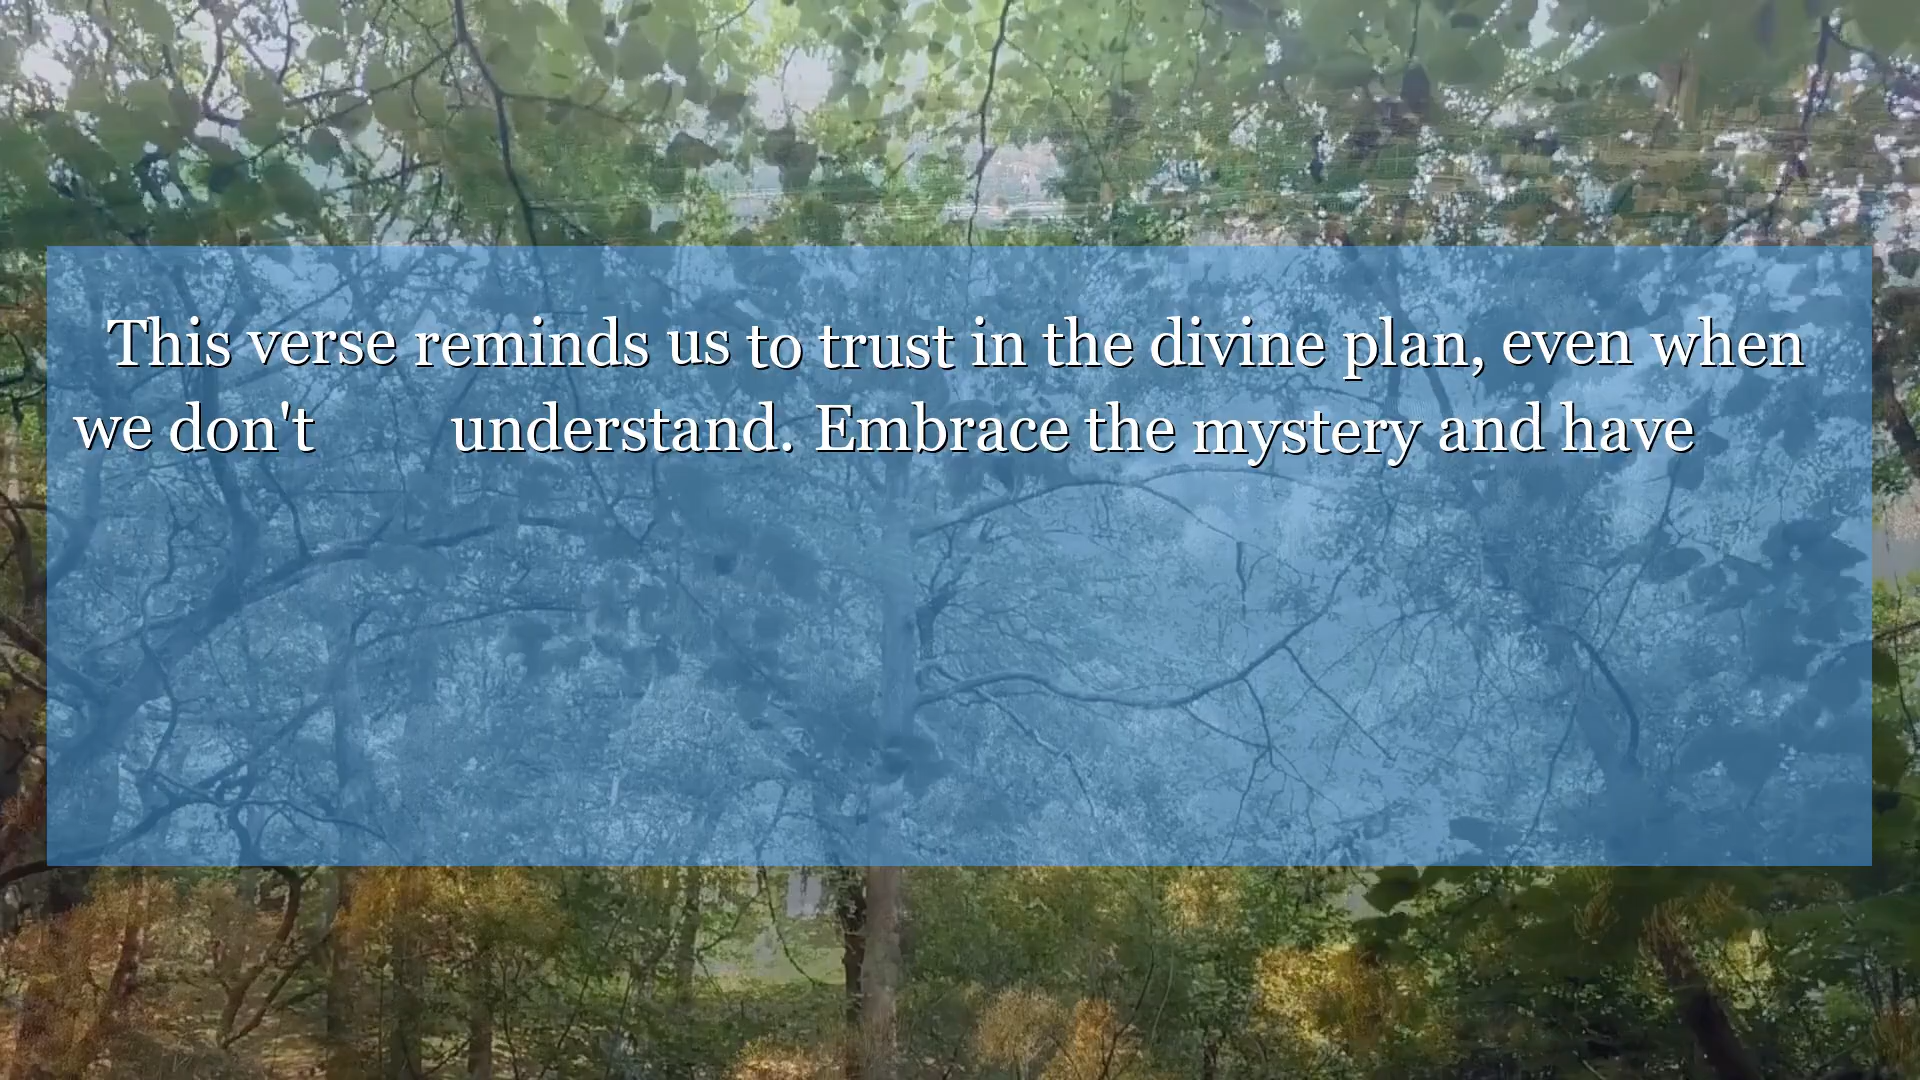 This verse reminds us to trust in the divine plan, even when
we don't understand. Embrace the mystery and have